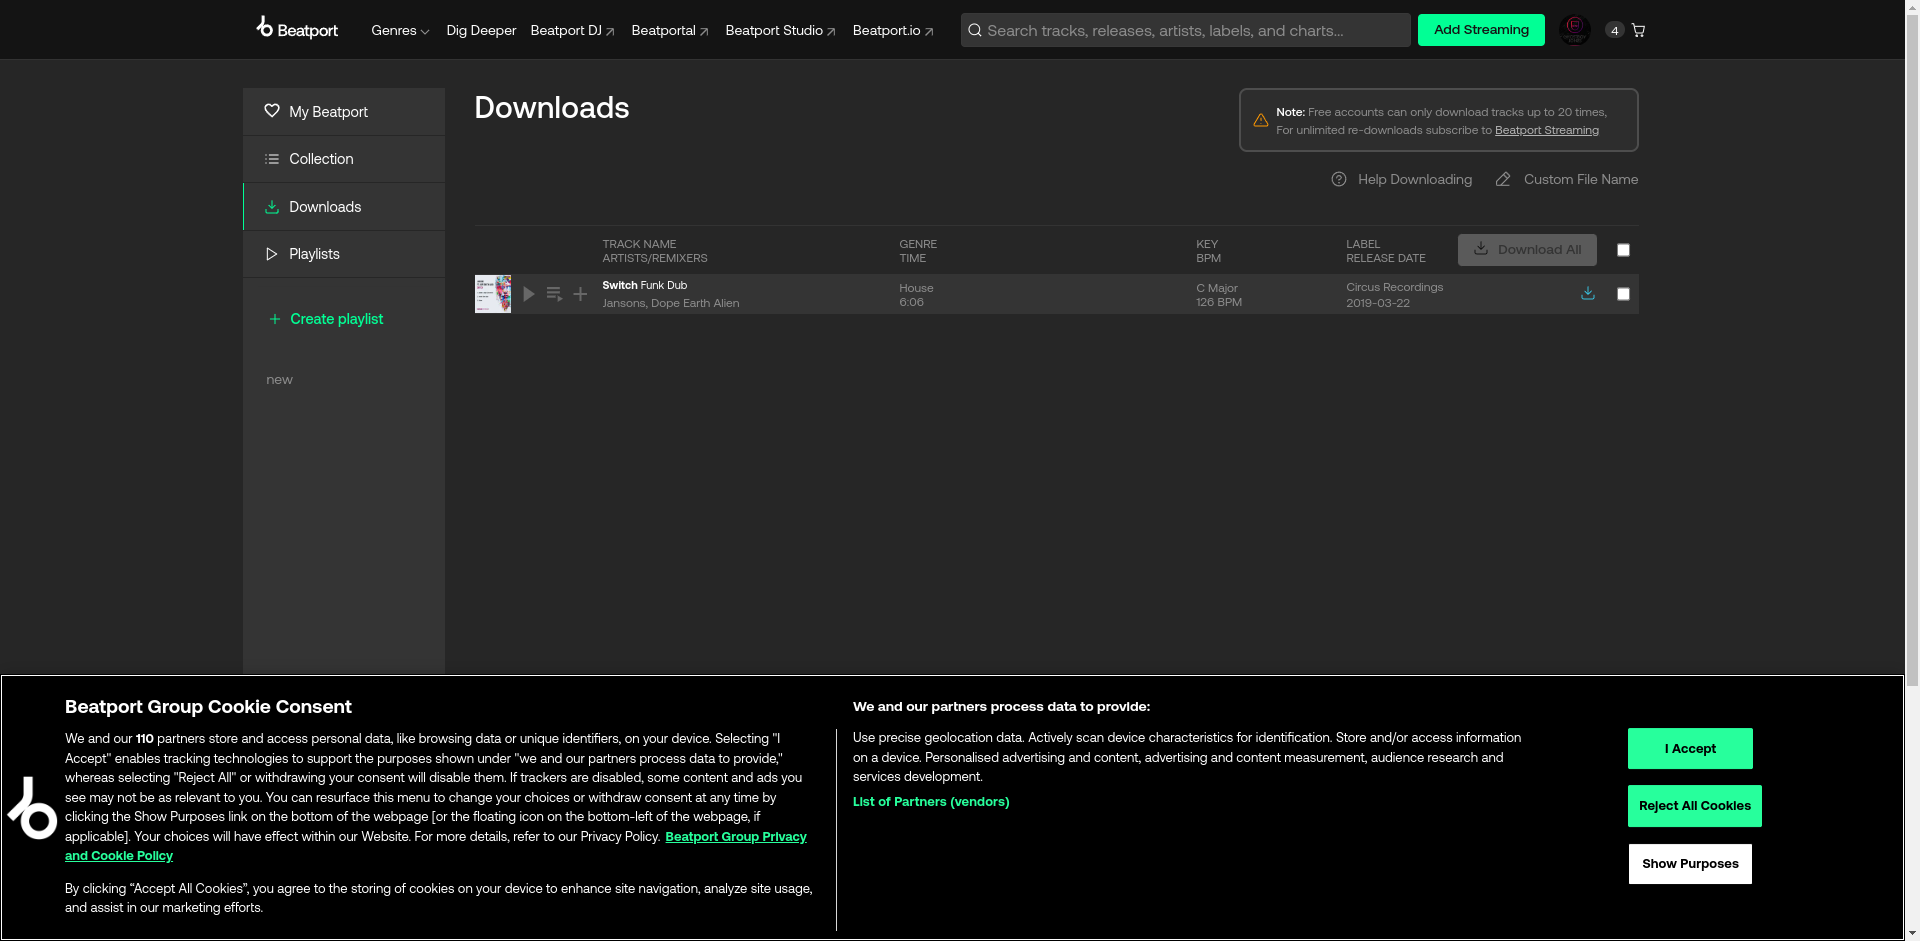 Beatport
Genres
Dig Deeper
Beatport DJ
Beatportal
Beatport Studio
Beatport.io
Search tracks, releases, artists, labels, and charts...
Add Streaming
4
My Beatport
Collection
Downloads
Playlists
Create playlist
new
Downloads
Note: Free accounts can only download tracks up to 20 times,
For unlimited re-downloads subscribe to Beatport Streaming
Help Downloading
Custom File Name
TRACK NAME
ARTISTS/REMIXERS
GENRE
TIME
KEY
BPM
LABEL
RELEASE DATE
Download All
Switch Funk Dub
Jansons, Dope Earth Alien
House
6:06
C Major
126 BPM
Circus Recordings
2019-03-22
Beatport Group Cookie Consent
We and our 110 partners store and access personal data, like browsing data or unique identifiers, on your device. Selecting "I
Accept" enables tracking technologies to support the purposes shown under "we and our partners process data to provide,"
whereas selecting "Reject All" or withdrawing your consent will disable them. If trackers are disabled, some content and ads you
see may not be as relevant to you. You can resurface this menu to change your choices or withdraw consent at any time by
clicking the Show Purposes link on the bottom of the webpage [or the floating icon on the bottom-left of the webpage, if
applicable]. Your choices will have effect within our Website. For more details, refer to our Privacy Policy. Beatport Group Privacy
and Cookie Policy
By clicking “Accept All Cookies”, you agree to the storing of cookies on your device to enhance site navigation, analyze site usage,
and assist in our marketing efforts.
We and our partners process data to provide:
Use precise geolocation data. Actively scan device characteristics for identification. Store and/or access information
on a device. Personalised advertising and content, advertising and content measurement, audience research and
services development.
List of Partners (vendors)
I Accept
Reject All Cookies
Show Purposes